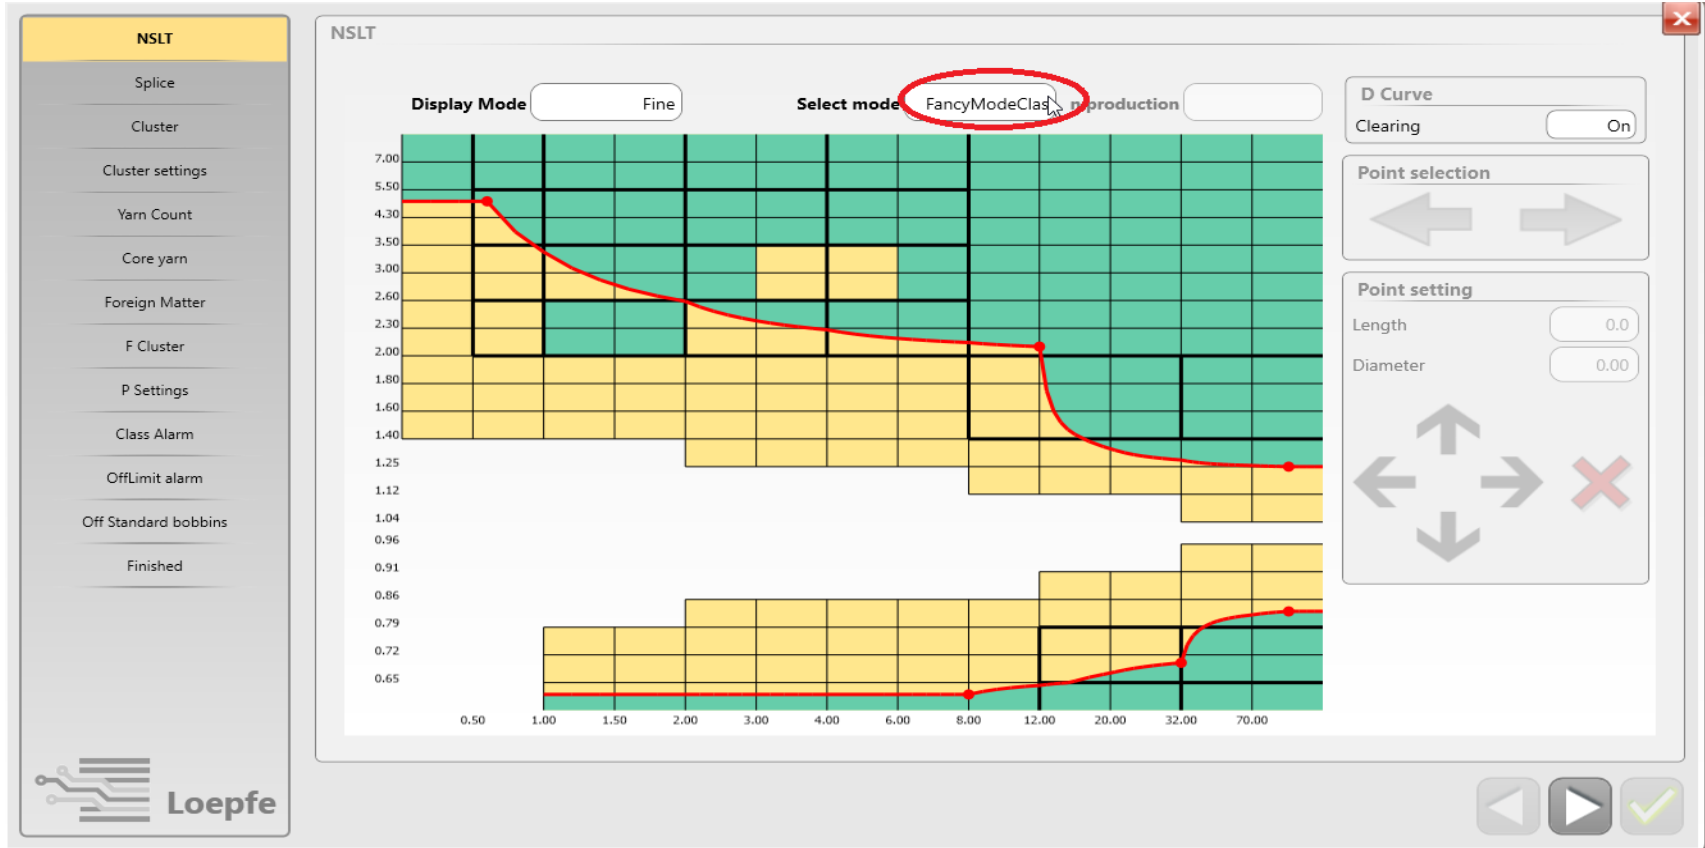 NSLT
Splice
Cluster
Cluster settings
Yarn Count
Core yarn
Foreign Matter
F Cluster
P Settings
Class Alarm
OffLimit alarm
Off Standard bobbins
Finished
Loepfe
NSLT
Display Mode Fine
Select mode FancyModeClas
production
7.00
5.50
4.30
3.50
3.00
2.60
2.30
2.00
1.80
1.60
1.40
1.25
1.12
1.04
0.96
0.91
0.86
0.79
0.72
0.65
0.50 1.00 1.50 2.00 3.00 4.00 6.00 8.00 12.00 20.00 32.00 70.00
D Curve
Clearing On
Point selection
Point setting
Length 0.0
Diameter 0.00